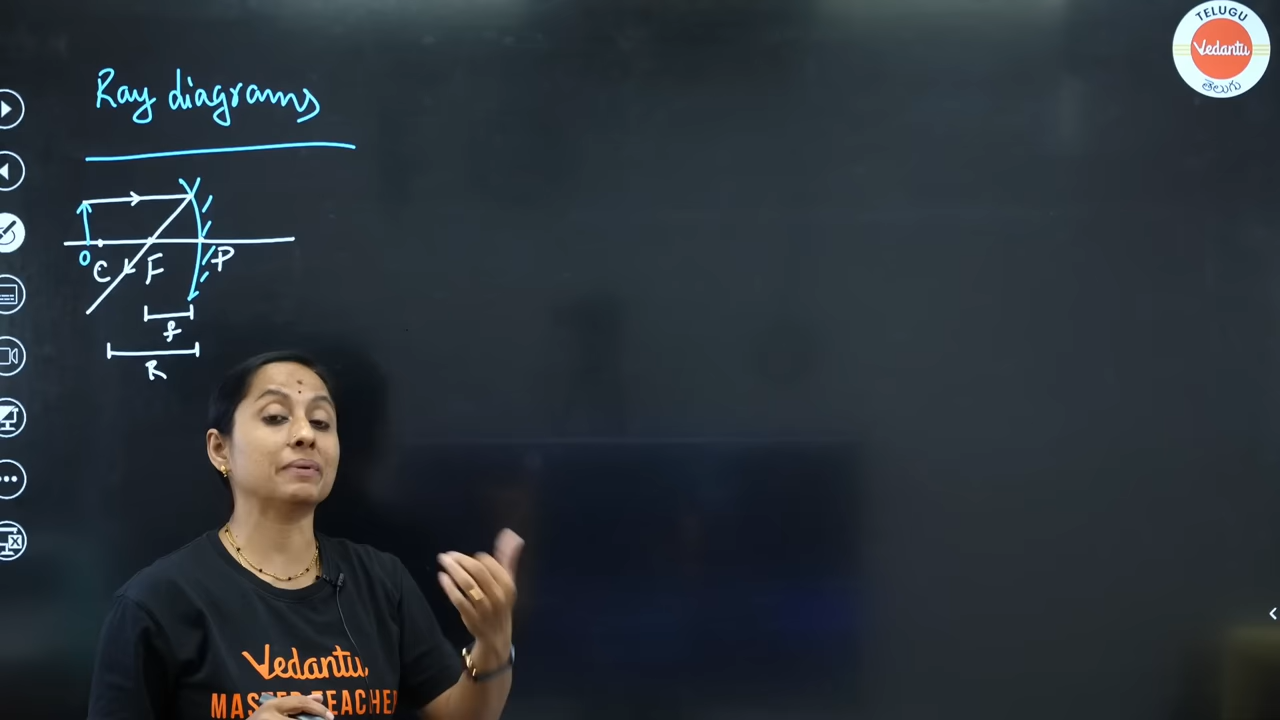 Ray diagrams
O
C
F
P
f
R
TELUGU
Vedantu
తెలుగు
Vedantu
MASTER TEACHER